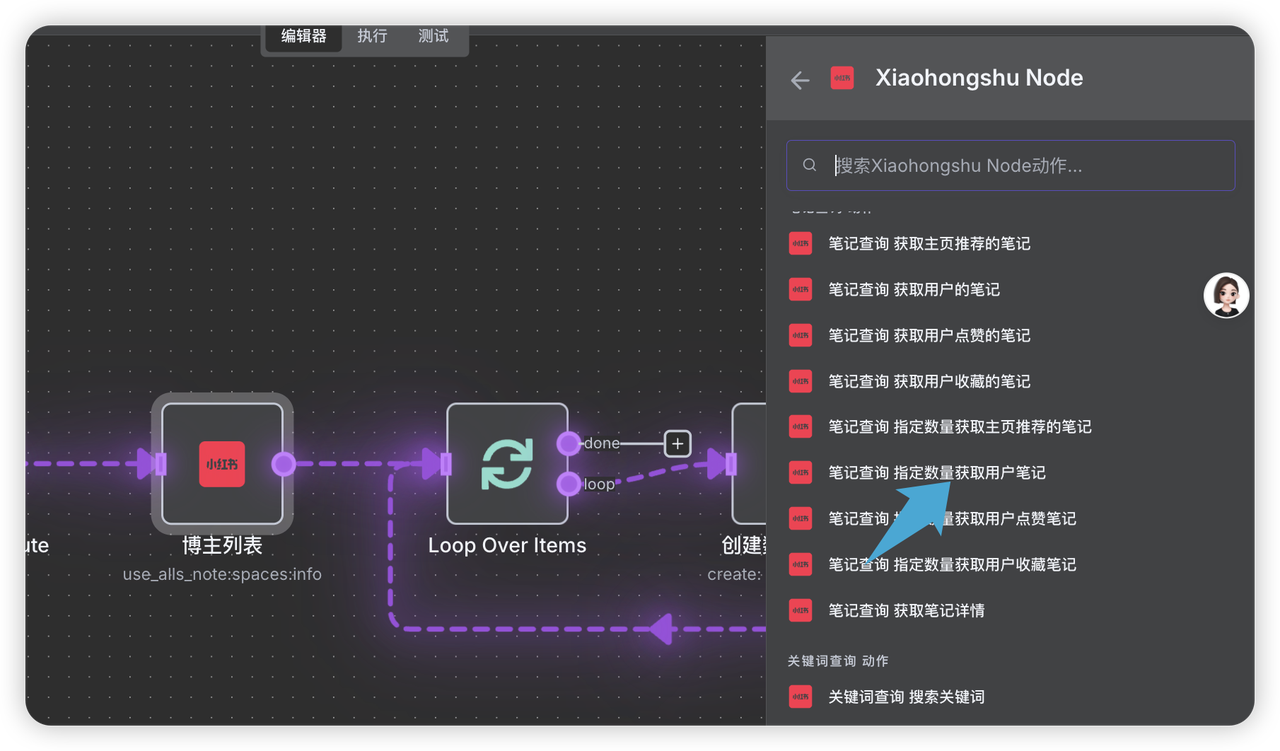 编辑器 执行 测试
Xiaohongshu Node
搜索Xiaohongshu Node动作...
笔记查询 动作
笔记查询 获取主页推荐的笔记
笔记查询 获取用户的笔记
笔记查询 获取用户点赞的笔记
笔记查询 获取用户收藏的笔记
笔记查询 指定数量获取主页推荐的笔记
笔记查询 指定数量获取用户笔记
笔记查询 指定数量获取用户点赞笔记
笔记查询 指定数量获取用户收藏笔记
笔记查询 获取笔记详情
关键词查询 动作
关键词查询 搜索关键词
小红书
done
loop
ute
博主列表
use_alls_note:spaces:info
Loop Over Items
创建
create: